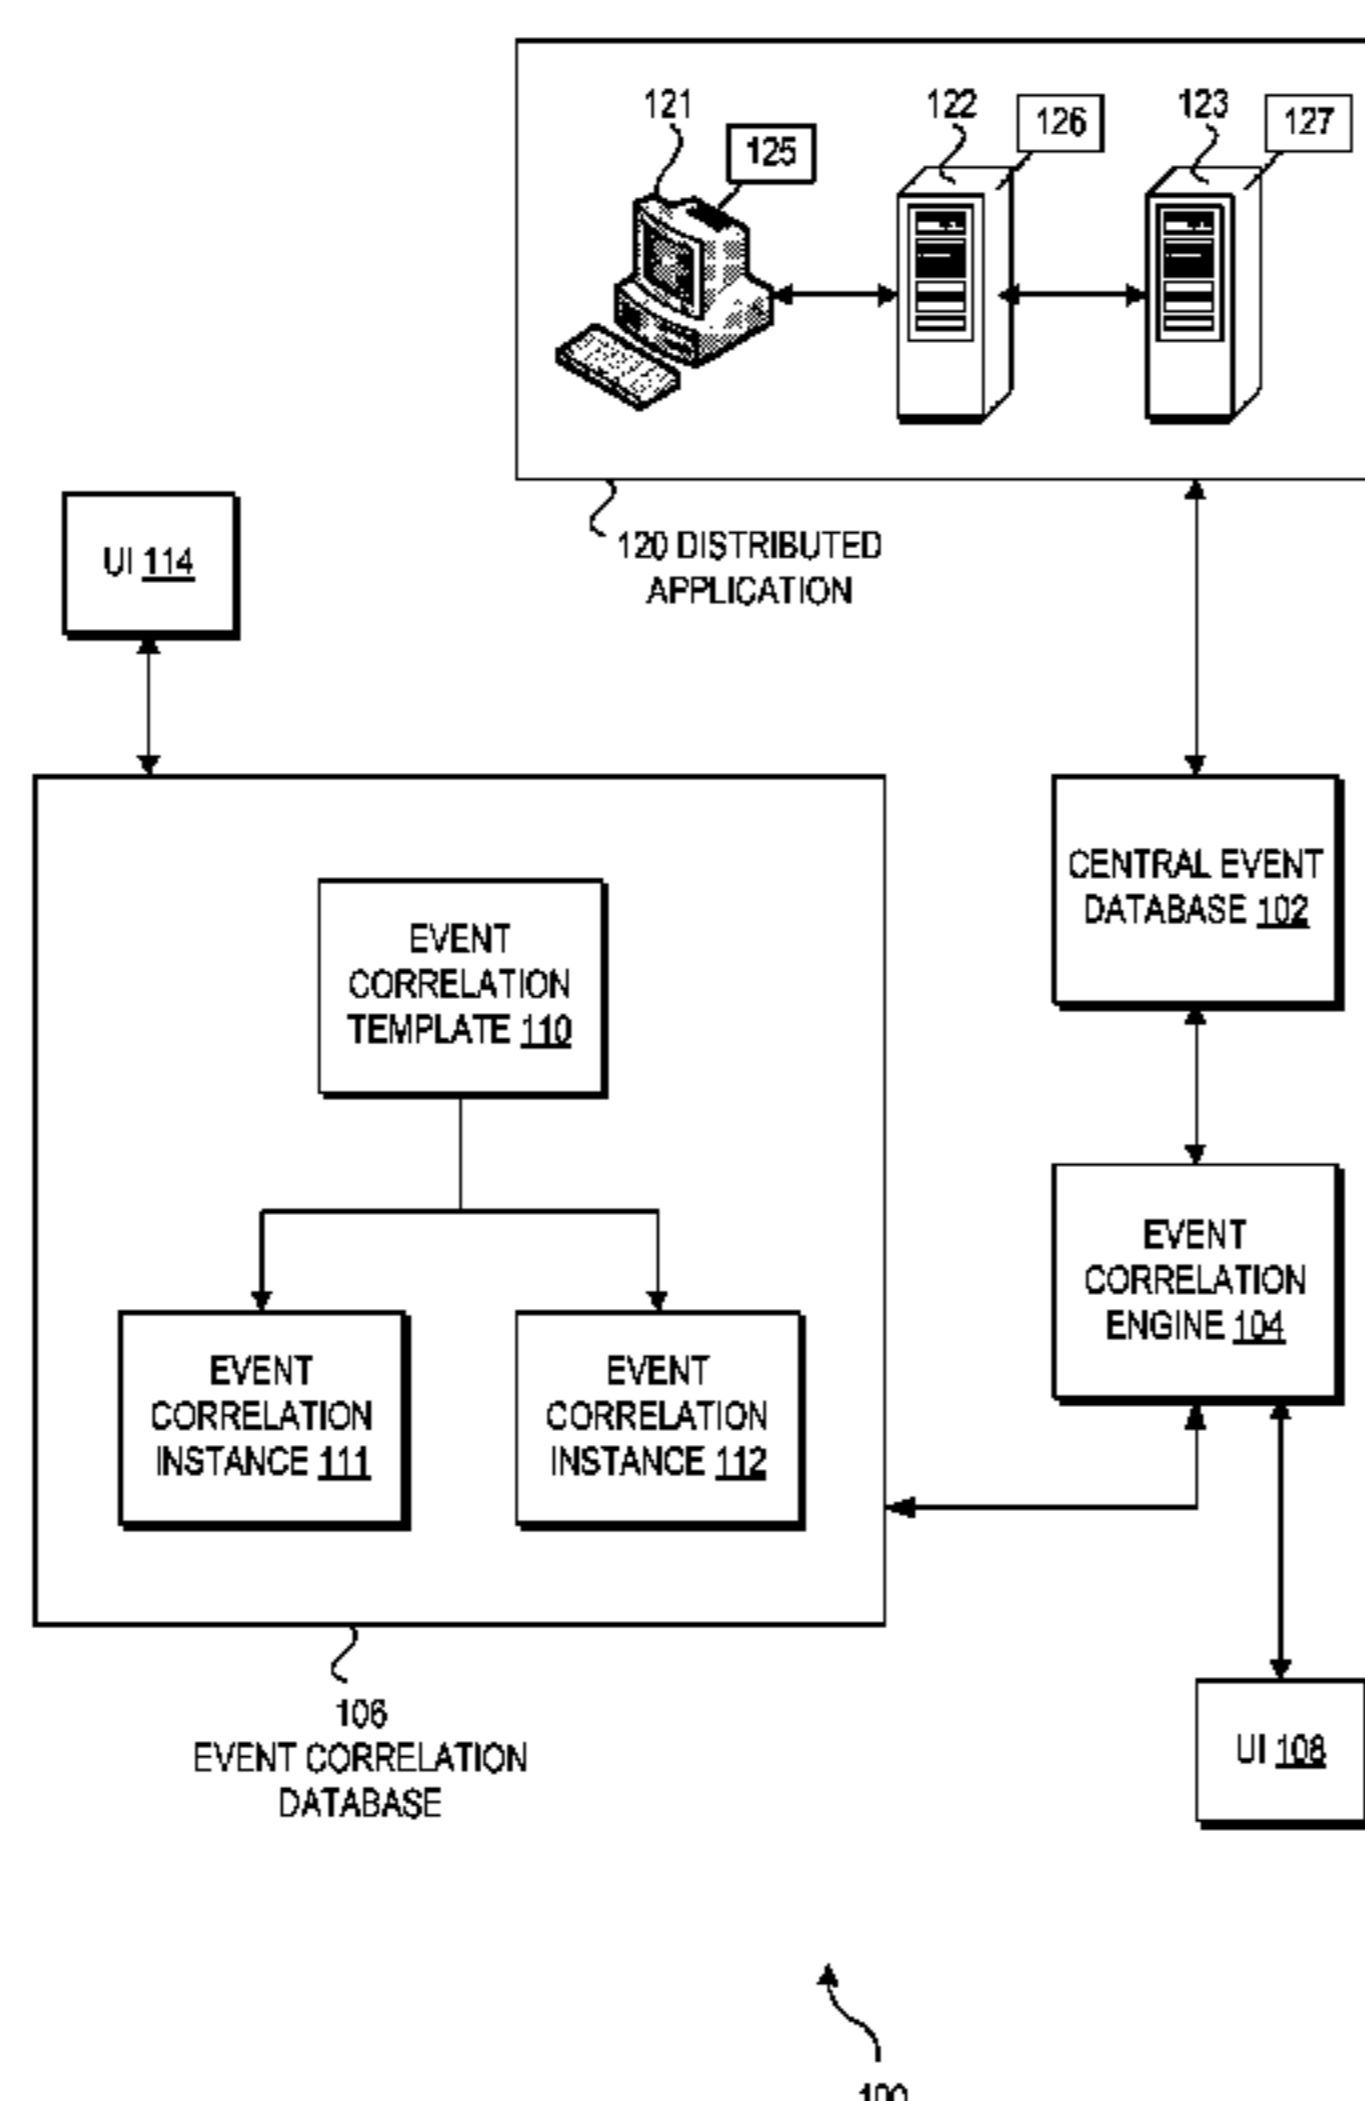 121
125
122
126
123
127
120 DISTRIBUTED
APPLICATION
UI 114
CENTRAL EVENT
DATABASE 102
EVENT
CORRELATION
TEMPLATE 110
EVENT
CORRELATION
ENGINE 104
EVENT
CORRELATION
INSTANCE 111
EVENT
CORRELATION
INSTANCE 112
106
EVENT CORRELATION
DATABASE
UI 108
100